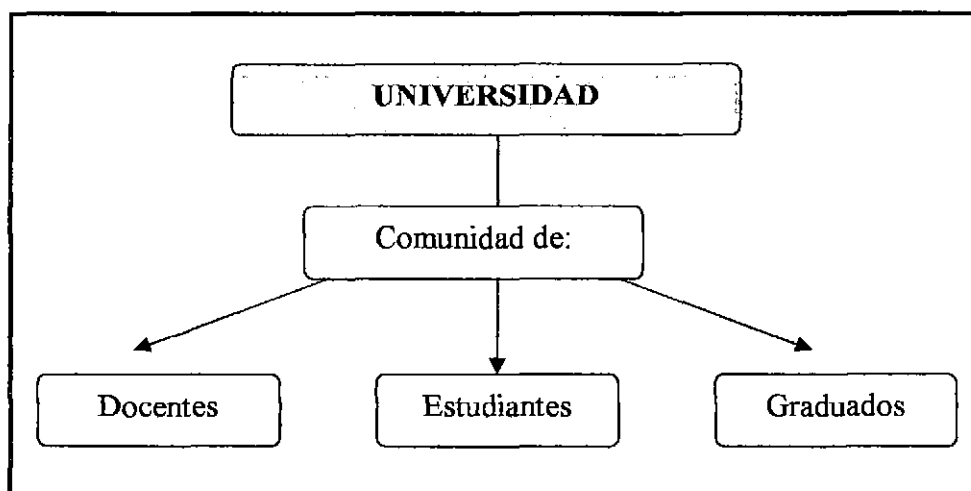 UNIVERSIDAD
Comunidad de:
Docentes
Estudiantes
Graduados